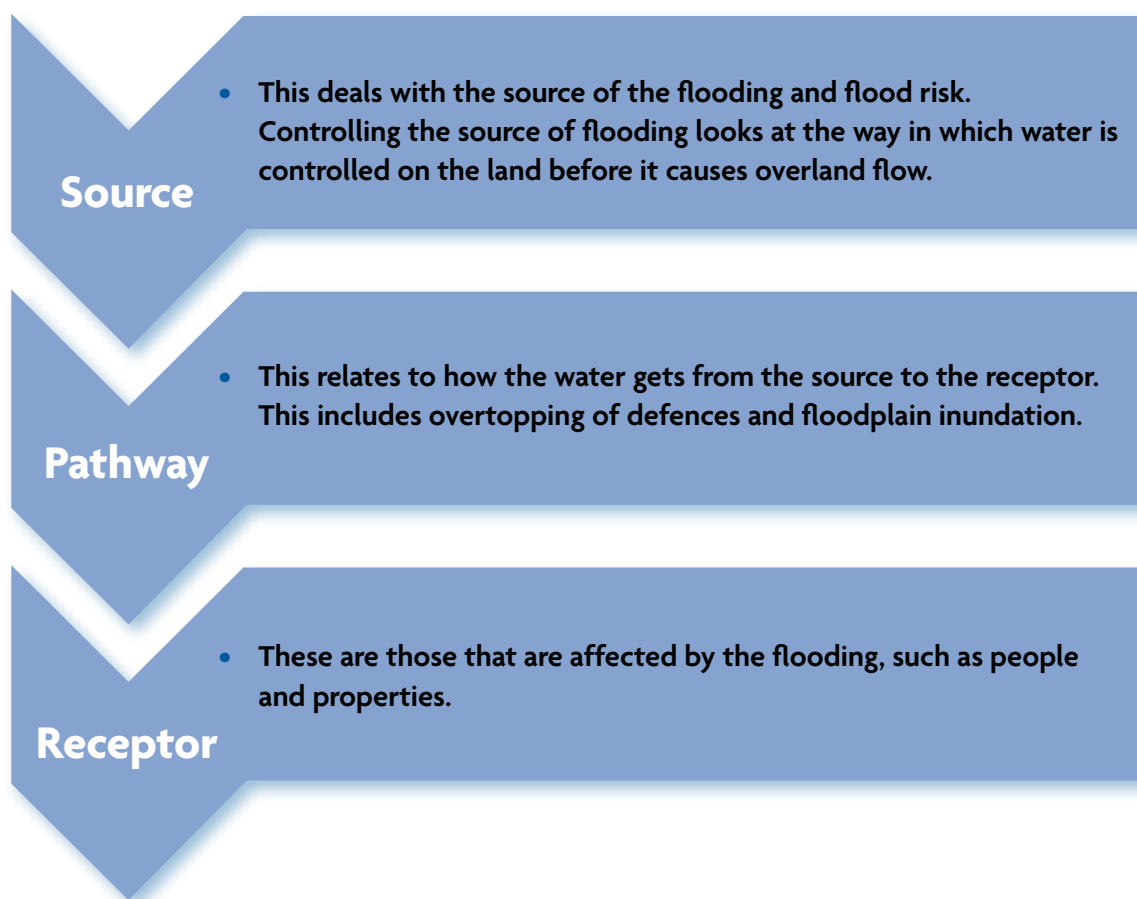 Source
• This deals with the source of the flooding and flood risk.
Controlling the source of flooding looks at the way in which water is
controlled on the land before it causes overland flow.
Pathway
• This relates to how the water gets from the source to the receptor.
This includes overtopping of defences and floodplain inundation.
Receptor
• These are those that are affected by the flooding, such as people
and properties.